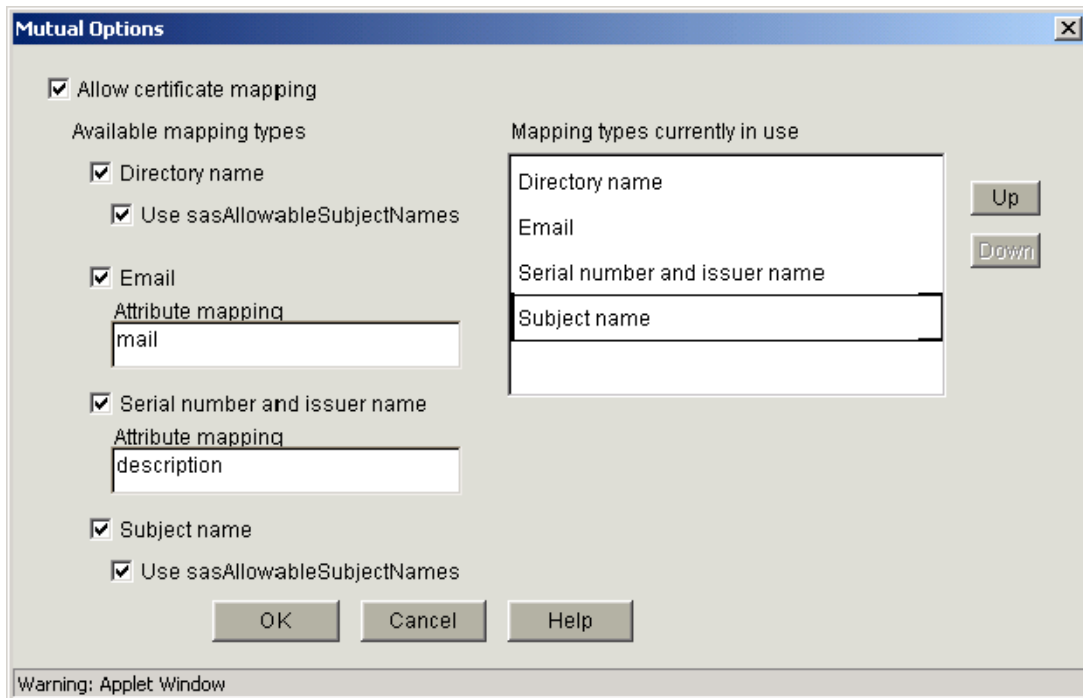 Mutual Options
Allow certificate mapping
Available mapping types
Directory name
Use sasAllowableSubjectNames
Email
Attribute mapping
mail
Serial number and issuer name
Attribute mapping
description
Subject name
Use sasAllowableSubjectNames
Mapping types currently in use
Directory name
Email
Serial number and issuer name
Subject name
Up
Down
OK
Cancel
Help
Warning: Applet Window